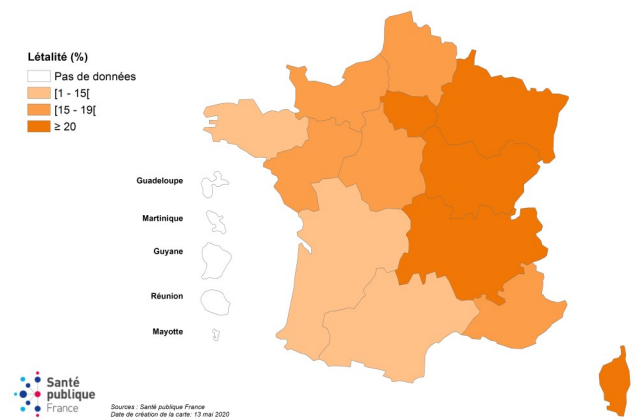 Létalité (%)
Pas de données
[1 - 15[
[15 - 19[
≥ 20
Guadeloupe
Martinique
Guyane
Réunion
Mayotte
Santé
publique
France
Sources : Santé publique France
Date de création de la carte: 13 mai 2020